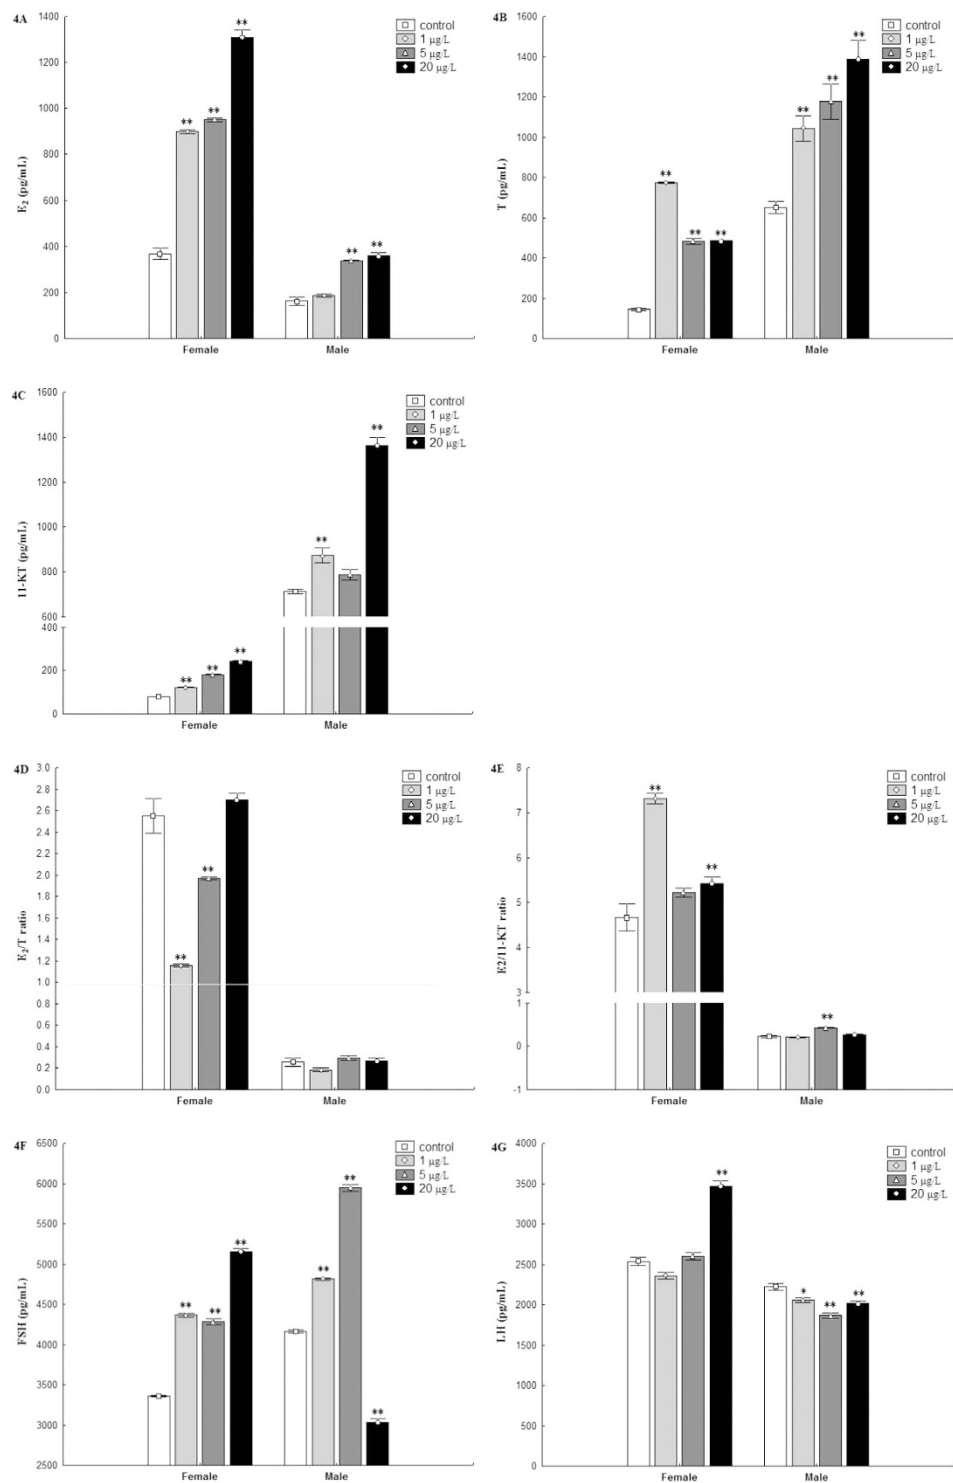 4A
control
1 µg/L
5 µg/L
20 µg/L
E₂ (pg/mL)
1400
1200
1000
800
600
400
200
0
**
**
**
**
**
Female
Male
4B
control
1 µg/L
5 µg/L
20 µg/L
T (pg/mL)
1600
1400
1200
1000
800
600
400
200
0
**
**
**
**
**
**
Female
Male
4C
control
1 µg/L
5 µg/L
20 µg/L
11-KT (pg/mL)
1600
1400
1200
1000
800
600
400
200
0
**
**
**
**
**
Female
Male
4D
control
1 µg/L
5 µg/L
20 µg/L
E₂/T ratio
3.0
2.8
2.6
2.4
2.2
2.0
1.8
1.6
1.4
1.2
1.0
0.8
0.6
0.4
0.2
0.0
**
**
Female
Male
4E
control
1 µg/L
5 µg/L
20 µg/L
E2/11-KT ratio
8
7
6
5
4
3
1
0
-1
**
**
**
Female
Male
4F
control
1 µg/L
5 µg/L
20 µg/L
FSH (pg/mL)
6500
6000
5500
5000
4500
4000
3500
3000
2500
**
**
**
**
**
**
Female
Male
4G
control
1 µg/L
5 µg/L
20 µg/L
LH (pg/mL)
4000
3500
3000
2500
2000
1500
1000
500
0
**
*
**
**
Female
Male